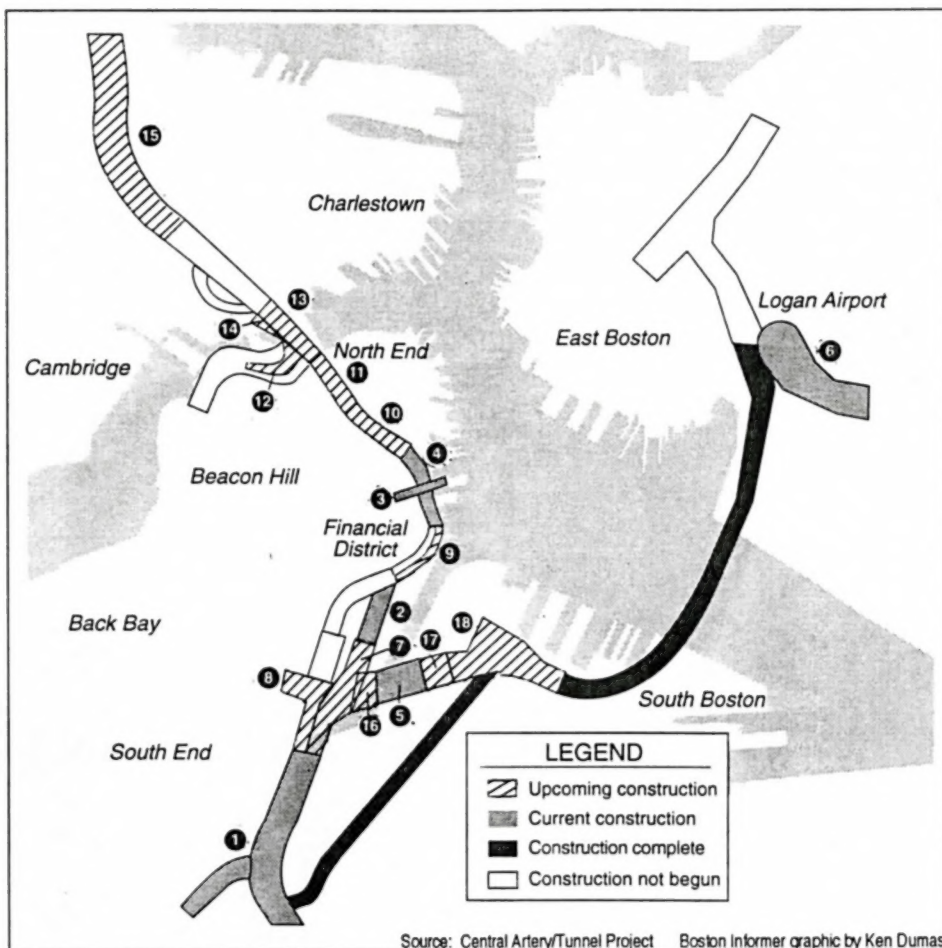 15
Charlestown
13
Logan Airport
14
North End
East Boston
6
Cambridge
11
12
10
4
Beacon Hill
3
Financial
District
9
2
Back Bay
18
17
7
8
South Boston
16
5
South End
LEGEND
Upcoming construction
Current construction
1
Construction complete
Construction not begun
Source: Central Artery/Tunnel Project Boston Informer graphic by Ken Dumas